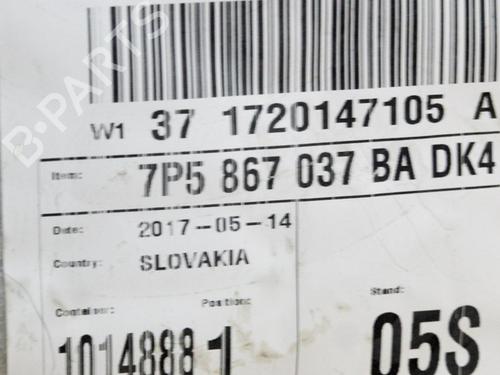 B-PARTS
W1 37 1720147105 A
Item: 7P5 867 037 BA DK4
Date: 2017-05-14
Country: SLOVAKIA
Container: Position: Stand:
1014888 1 05S